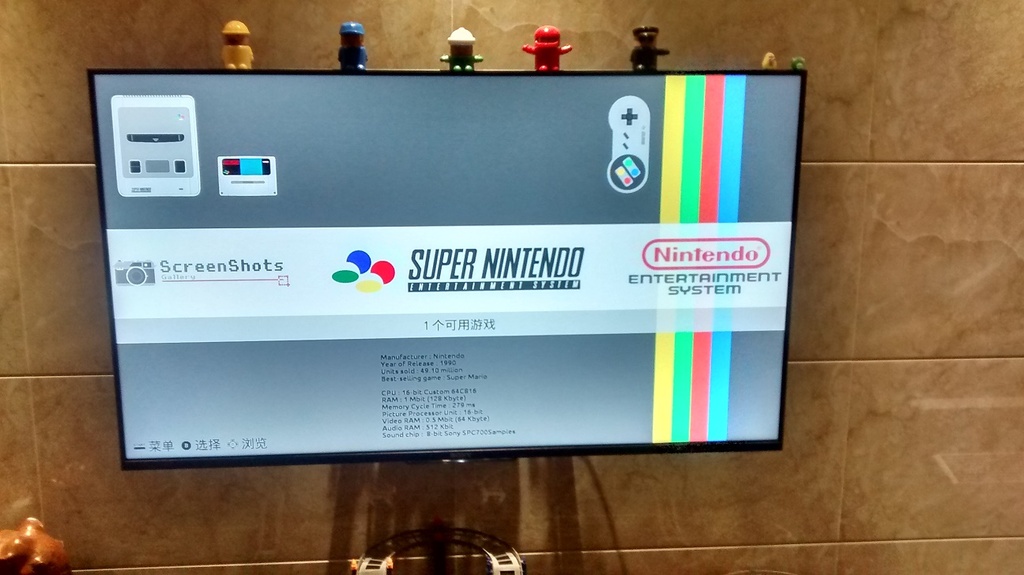 ScreenShots
Gallery
SUPER NINTENDO
ENTERTAINMENT SYSTEM
Nintendo
ENTERTAINMENT
SYSTEM
1个可用游戏
Manufacturer : Nintendo
Year of Release : 1990
Units sold : 49.10 million
Best-selling game : Super Mario
CPU : 16-bit Custom 64C816
RAM : 1 Mbit (128 Kbyte)
Memory Cycle Time : 279 ms
Picture Processor Unit : 16-bit
Video RAM : 0.5 Mbit (64 Kbyte)
Audio RAM : 512 Kbit
Sound chip : 8-bit Sony SPC700Samples
菜单 选择 浏览